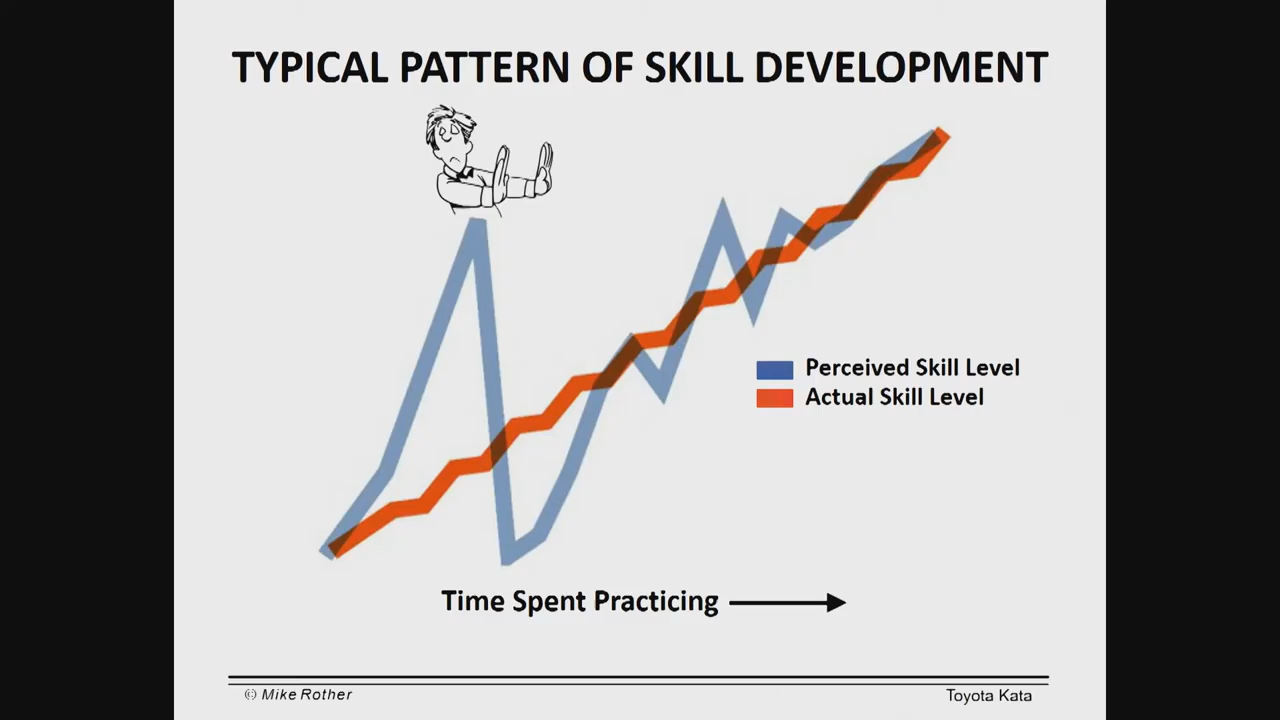 TYPICAL PATTERN OF SKILL DEVELOPMENT
Perceived Skill Level
Actual Skill Level
Time Spent Practicing
© Mike Rother
Toyota Kata